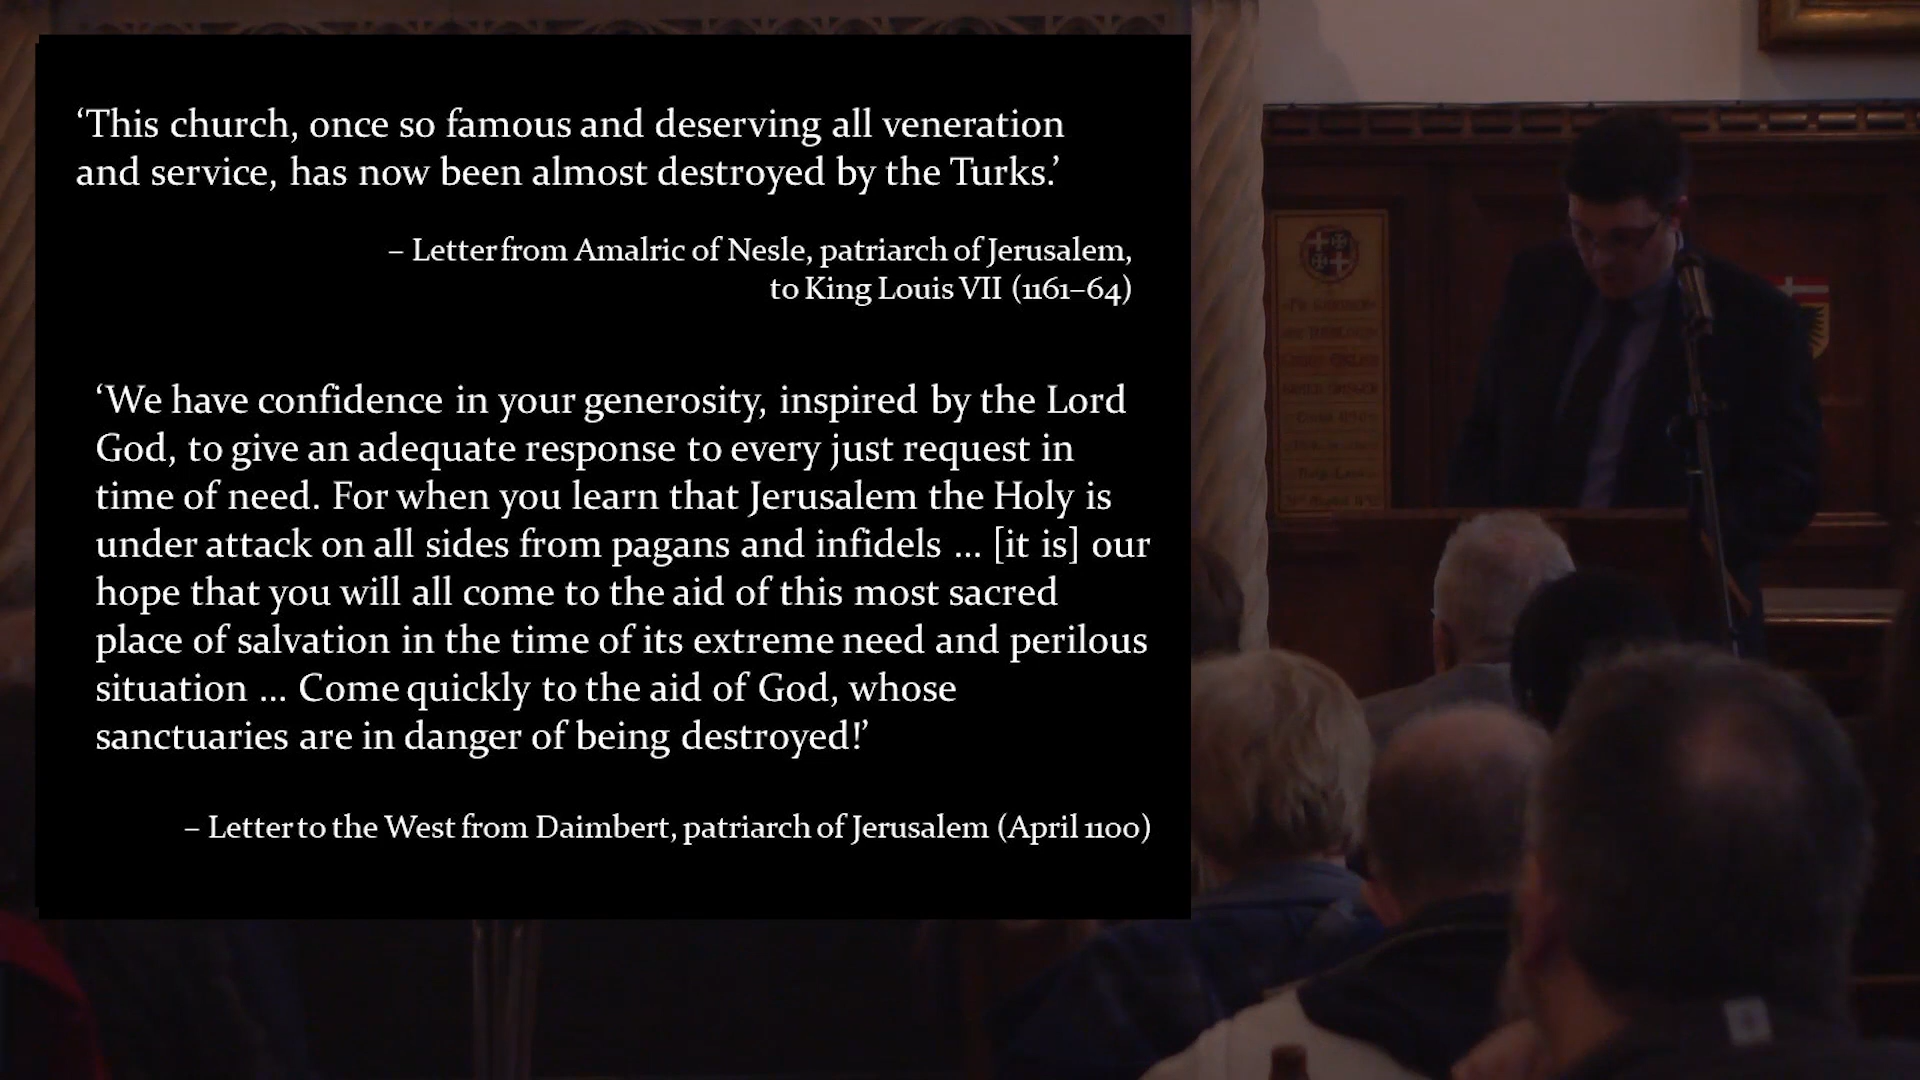 ‘This church, once so famous and deserving all veneration
and service, has now been almost destroyed by the Turks.’
– Letter from Amalric of Nesle, patriarch of Jerusalem,
to King Louis VII (1161–64)
‘We have confidence in your generosity, inspired by the Lord
God, to give an adequate response to every just request in
time of need. For when you learn that Jerusalem the Holy is
under attack on all sides from pagans and infidels ... [it is] our
hope that you will all come to the aid of this most sacred
place of salvation in the time of its extreme need and perilous
situation ... Come quickly to the aid of God, whose
sanctuaries are in danger of being destroyed!’
– Letter to the West from Daimbert, patriarch of Jerusalem (April 1100)